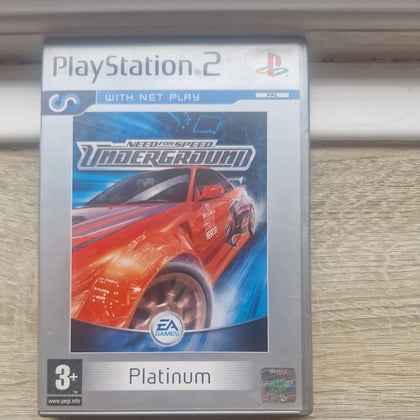 PlayStation®2
WITH NET PLAY
PAL
NEED FOR SPEED
UNDERGROUND
EA
GAMES
3+
www.pegi.info
Platinum